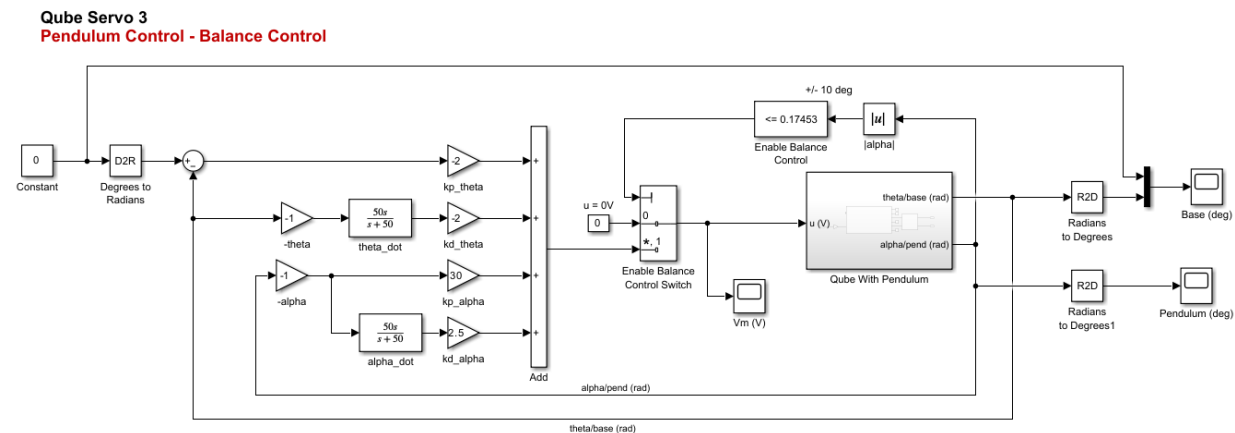 Qube Servo 3
Pendulum Control - Balance Control
+/- 10 deg
<= 0.17453
|u|
Enable Balance
Control
|alpha|
0
Constant
D2R
Degrees to
Radians
+
-
-2
kp_theta
-1
-theta
50s
s + 50
theta_dot
-2
kd_theta
-1
-alpha
30
kp_alpha
50s
s + 50
alpha_dot
2.5
kd_alpha
+
+
+
+
Add
u = 0V
0
0
*, 1
Enable Balance
Control Switch
Vm (V)
u (V)
theta/base (rad)
alpha/pend (rad)
Qube With Pendulum
R2D
Radians
to Degrees
Base (deg)
R2D
Radians
to Degrees1
Pendulum (deg)
alpha/pend (rad)
theta/base (rad)